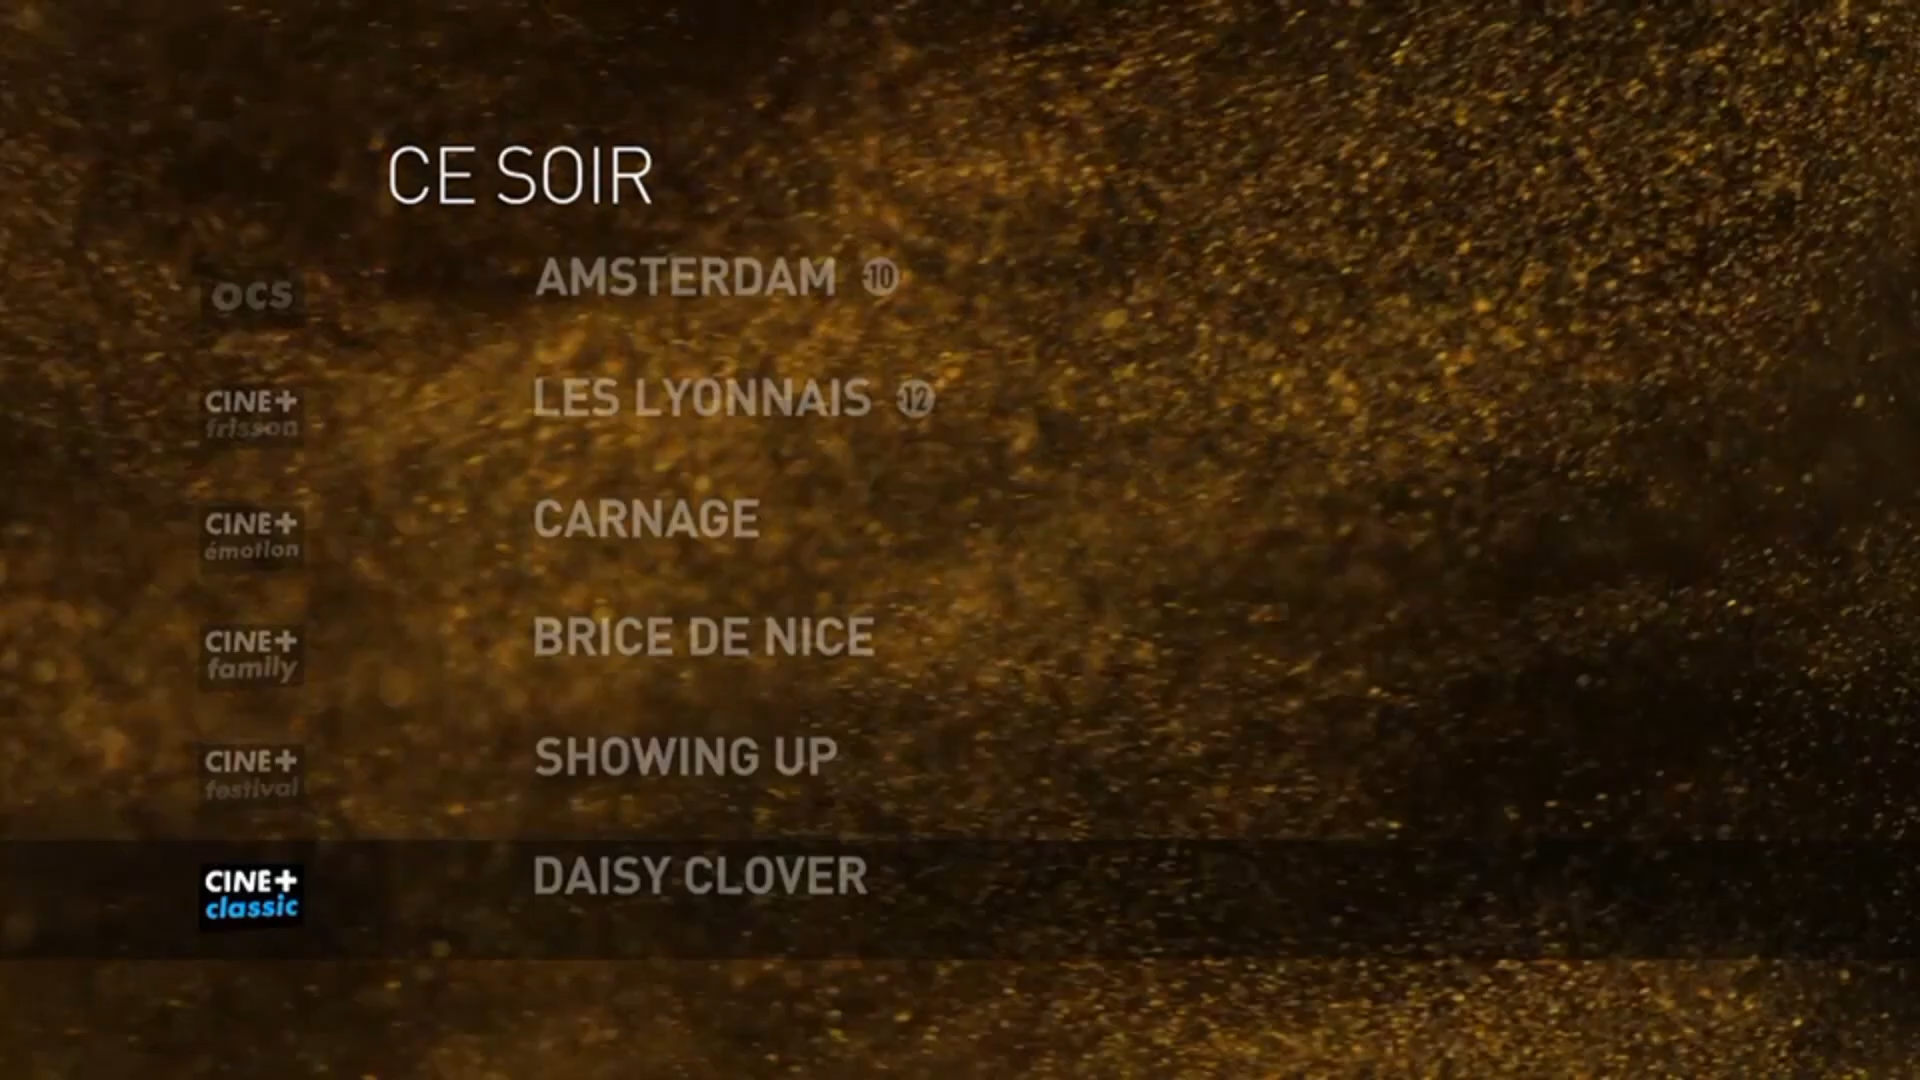 CE SOIR
OCS
AMSTERDAM -10
CINE+
frisson
LES LYONNAIS -12
CINE+
émotion
CARNAGE
CINE+
family
BRICE DE NICE
CINE+
festival
SHOWING UP
CINE+
classic
DAISY CLOVER